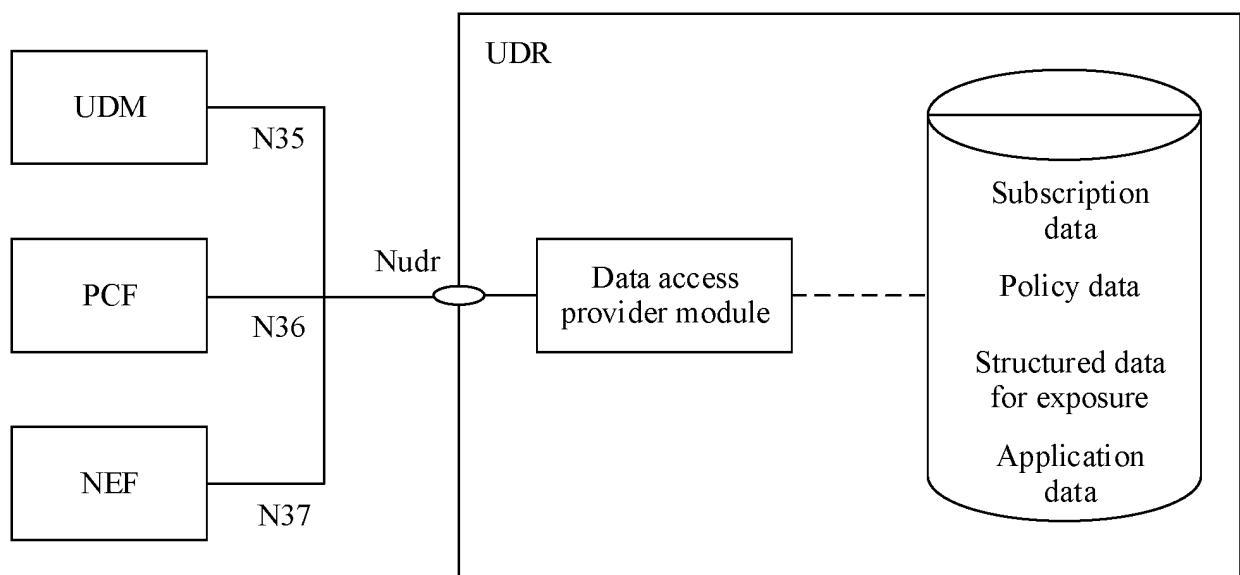 UDR
UDM
N35
PCF
N36
NEF
N37
Nudr
Data access
provider module
Subscription
data
Policy data
Structured data
for exposure
Application
data